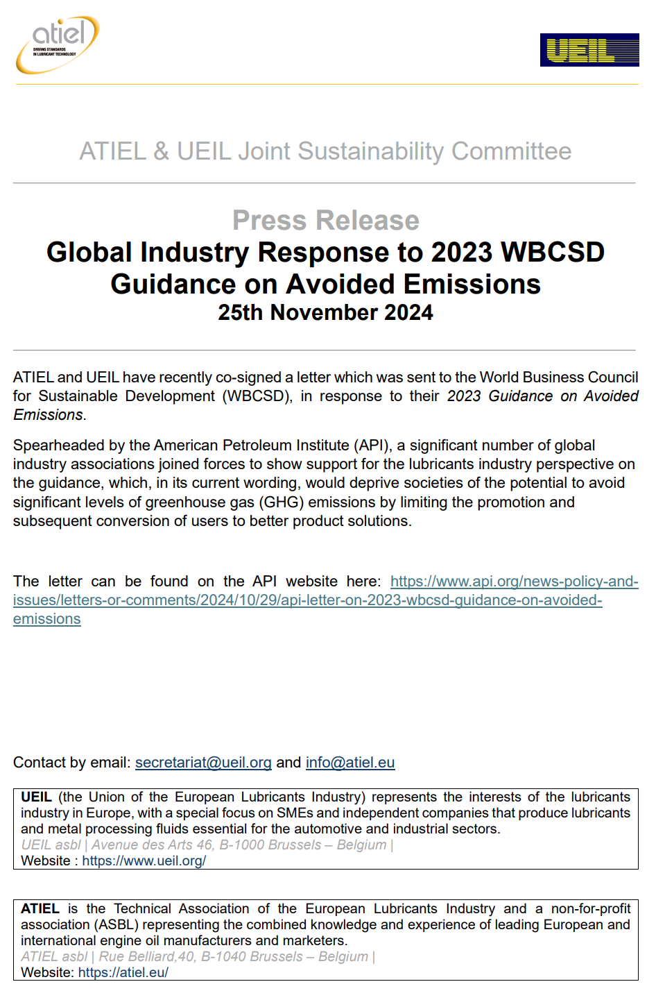 atiel
DRIVING STANDARDS
IN LUBRICANT TECHNOLOGY
UEIL
ATIEL & UEIL Joint Sustainability Committee
Press Release
Global Industry Response to 2023 WBCSD
Guidance on Avoided Emissions
25th November 2024
ATIEL and UEIL have recently co-signed a letter which was sent to the World Business Council
for Sustainable Development (WBCSD), in response to their 2023 Guidance on Avoided
Emissions.
Spearheaded by the American Petroleum Institute (API), a significant number of global
industry associations joined forces to show support for the lubricants industry perspective on
the guidance, which, in its current wording, would deprive societies of the potential to avoid
significant levels of greenhouse gas (GHG) emissions by limiting the promotion and
subsequent conversion of users to better product solutions.
The letter can be found on the API website here: https://www.api.org/news-policy-and-
issues/letters-or-comments/2024/10/29/api-letter-on-2023-wbcsd-guidance-on-avoided-
emissions
Contact by email: secretariat@ueil.org and info@atiel.eu
UEIL (the Union of the European Lubricants Industry) represents the interests of the lubricants
industry in Europe, with a special focus on SMEs and independent companies that produce lubricants
and metal processing fluids essential for the automotive and industrial sectors.
UEIL asbl | Avenue des Arts 46, B-1000 Brussels – Belgium |
Website : https://www.ueil.org/
ATIEL is the Technical Association of the European Lubricants Industry and a non-for-profit
association (ASBL) representing the combined knowledge and experience of leading European and
international engine oil manufacturers and marketers.
ATIEL asbl | Rue Belliard,40, B-1040 Brussels – Belgium |
Website: https://atiel.eu/